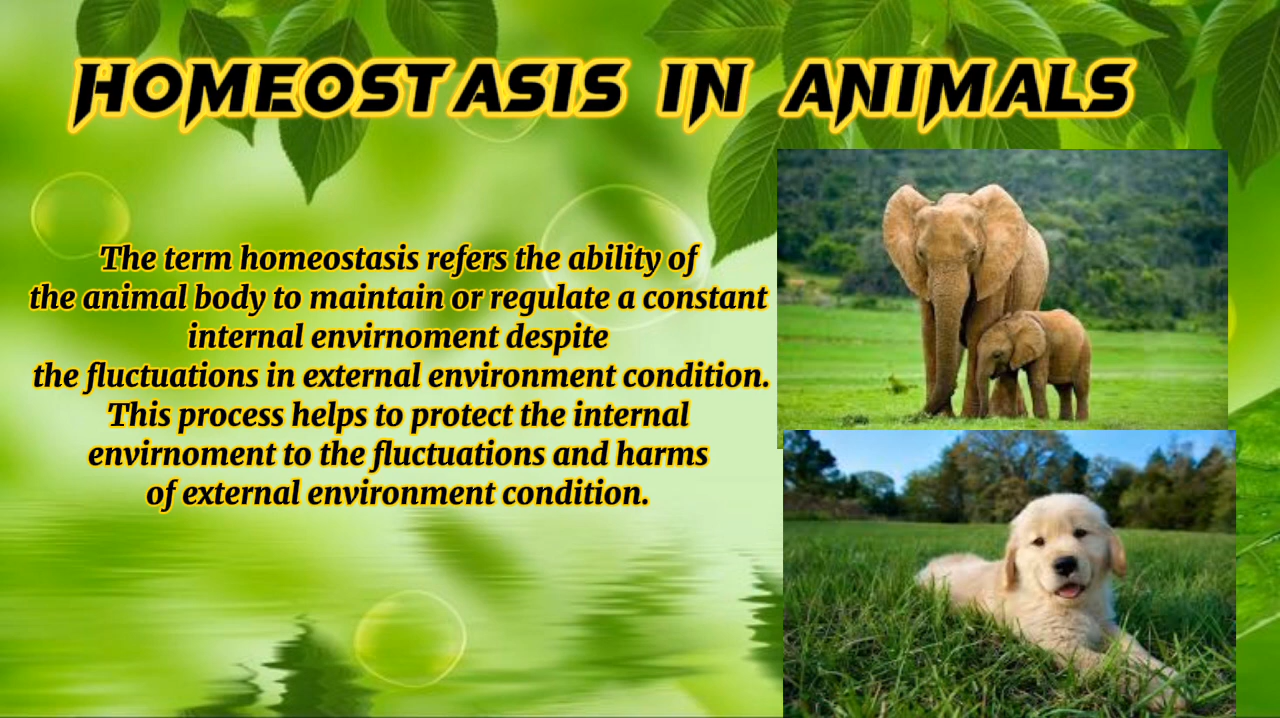 HOMEOSTASIS IN ANIMALS
The term homeostasis refers the ability of
the animal body to maintain or regulate a constant
internal envirnoment despite
the fluctuations in external environment condition.
This process helps to protect the internal
envirnoment to the fluctuations and harms
of external environment condition.